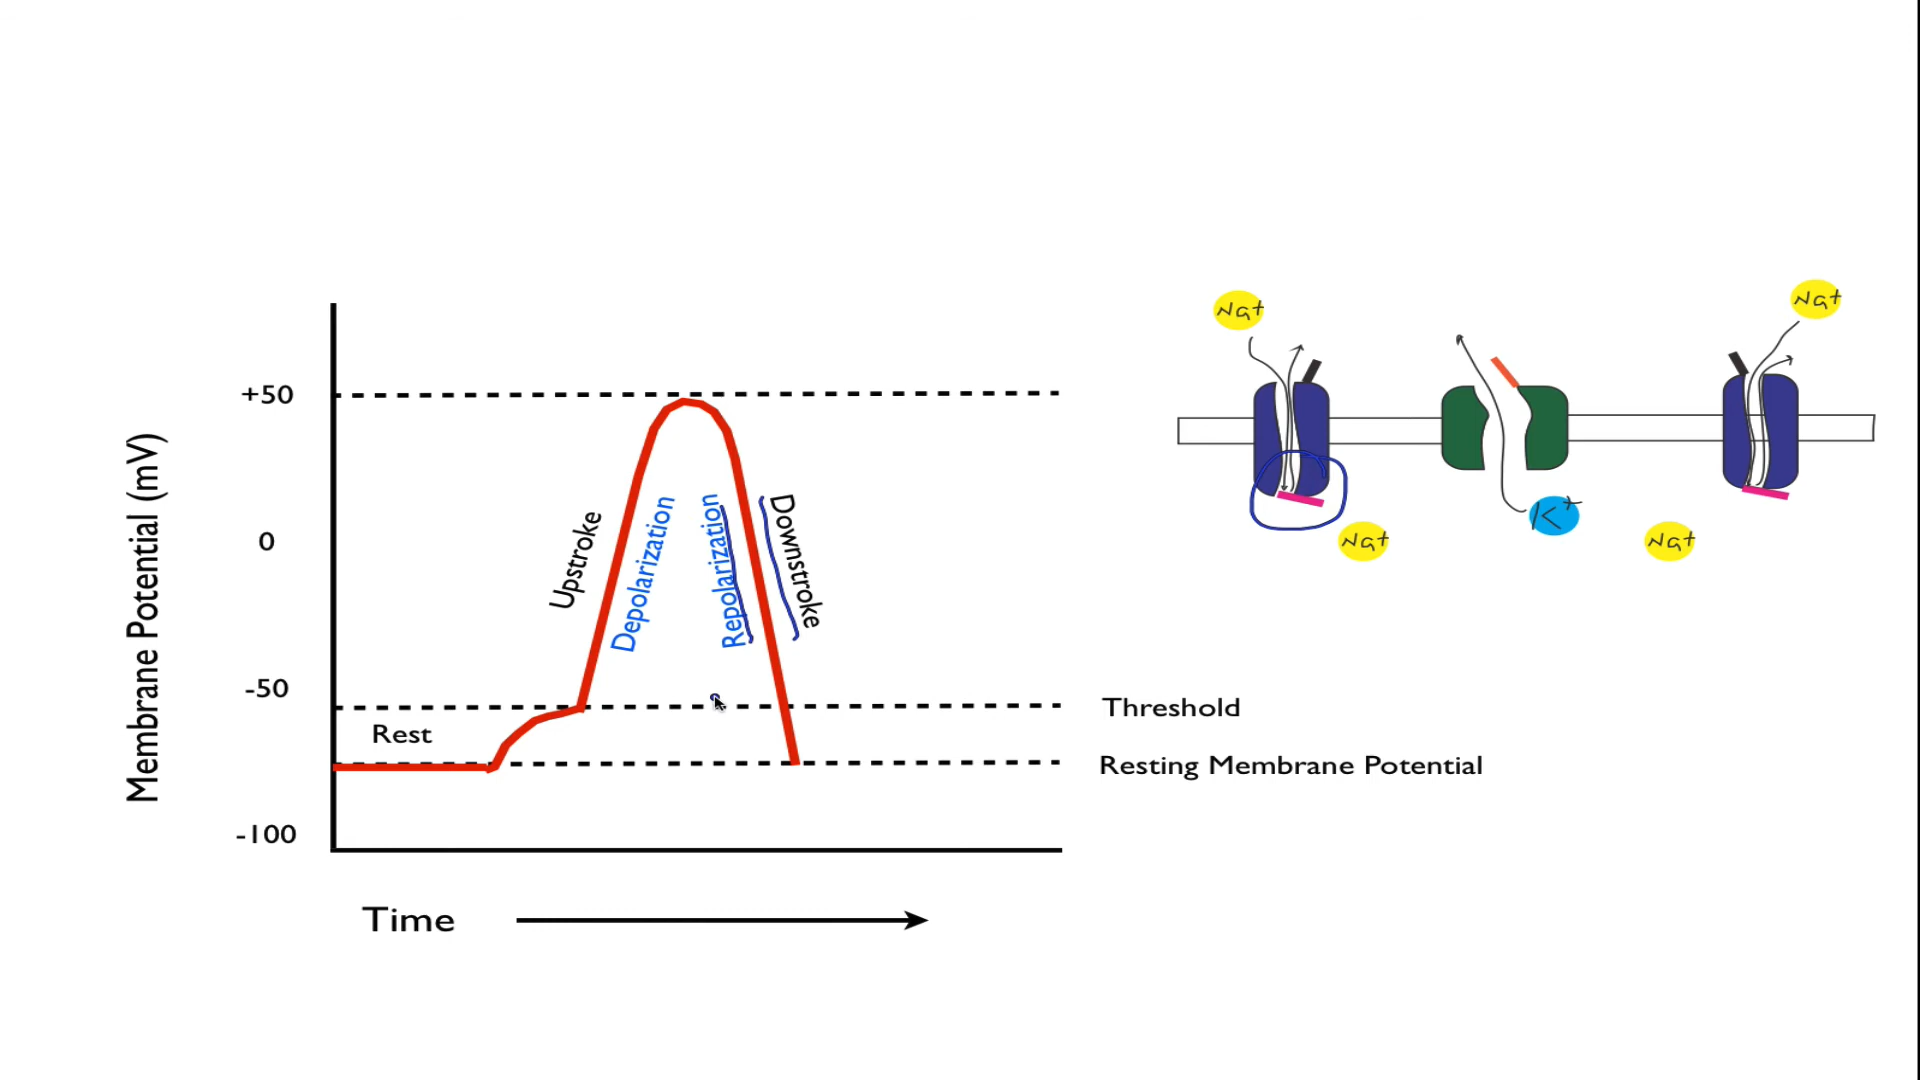 Membrane Potential (mV)
+50
0
-50
-100
Rest
Upstroke
Depolarization
Repolarization
Downstroke
Threshold
Resting Membrane Potential
Time
Na+
Na+
K+
Na+
Na+